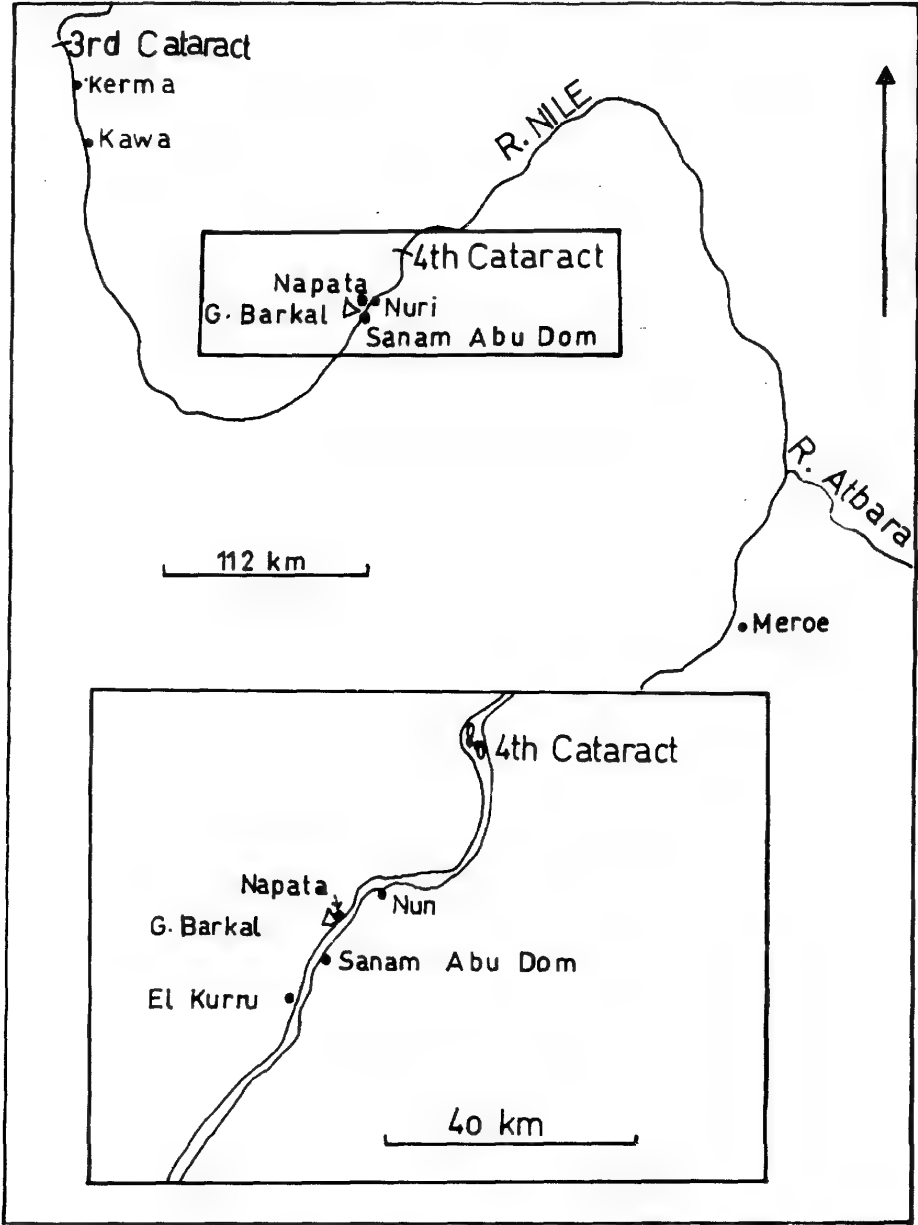 3rd Cataract
Kerma
Kawa
R. NILE
4th Cataract
Napata
G. Barkal
Nuri
Sanam Abu Dom
R. Atbara
112 km
Meroe
4th Cataract
Napata
Nun
G. Barkal
Sanam Abu Dom
El Kurru
40 km